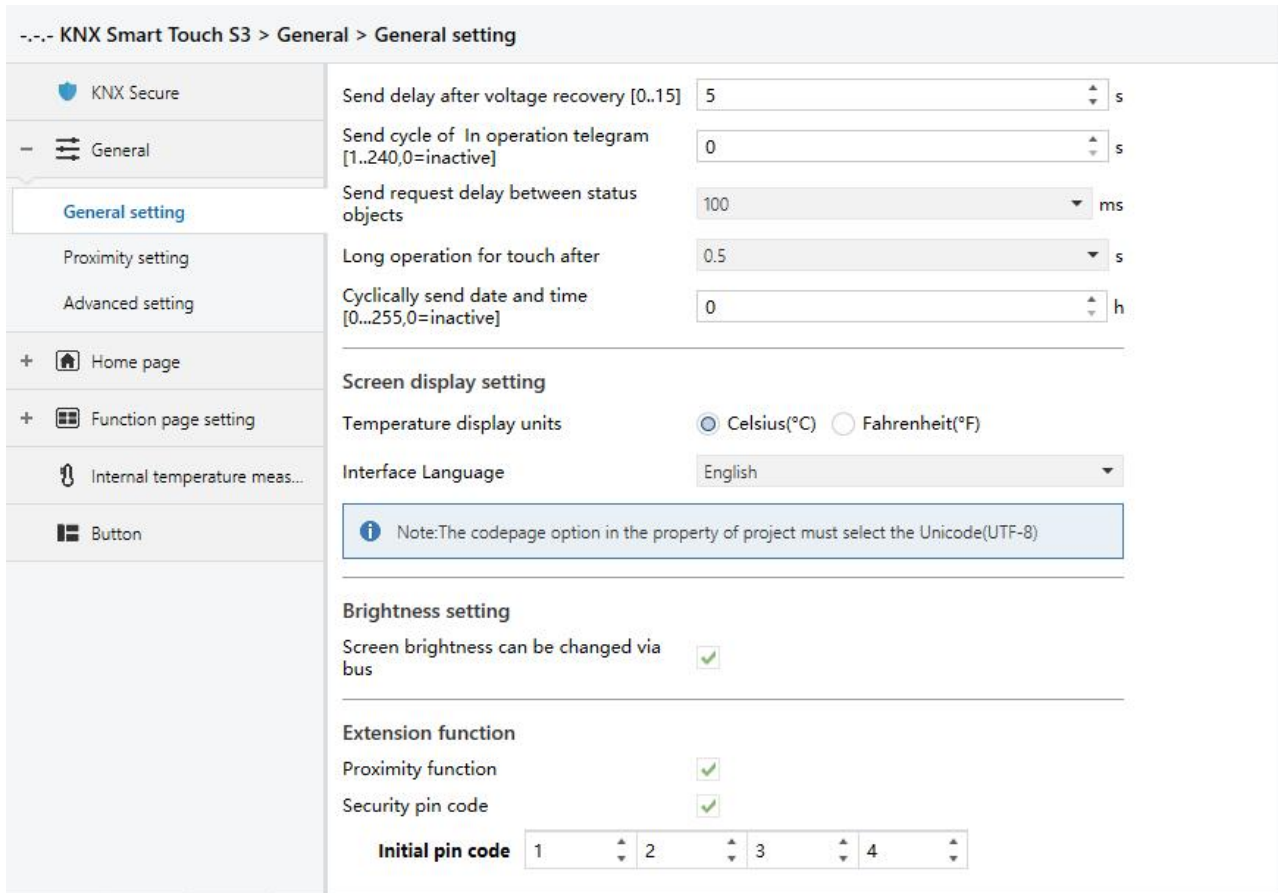 -.-.- KNX Smart Touch S3 > General > General setting
KNX Secure
General
General setting
Proximity setting
Advanced setting
Home page
Function page setting
Internal temperature meas...
Button
Send delay after voltage recovery [0..15] 5 s
Send cycle of In operation telegram
[1..240,0=inactive] 0 s
Send request delay between status
objects 100 ms
Long operation for touch after 0.5 s
Cyclically send date and time
[0...255,0=inactive] 0 h
Screen display setting
Temperature display units Celsius(°C) Fahrenheit(°F)
Interface Language English
Note:The codepage option in the property of project must select the Unicode(UTF-8)
Brightness setting
Screen brightness can be changed via
bus
Extension function
Proximity function
Security pin code
Initial pin code 1 2 3 4